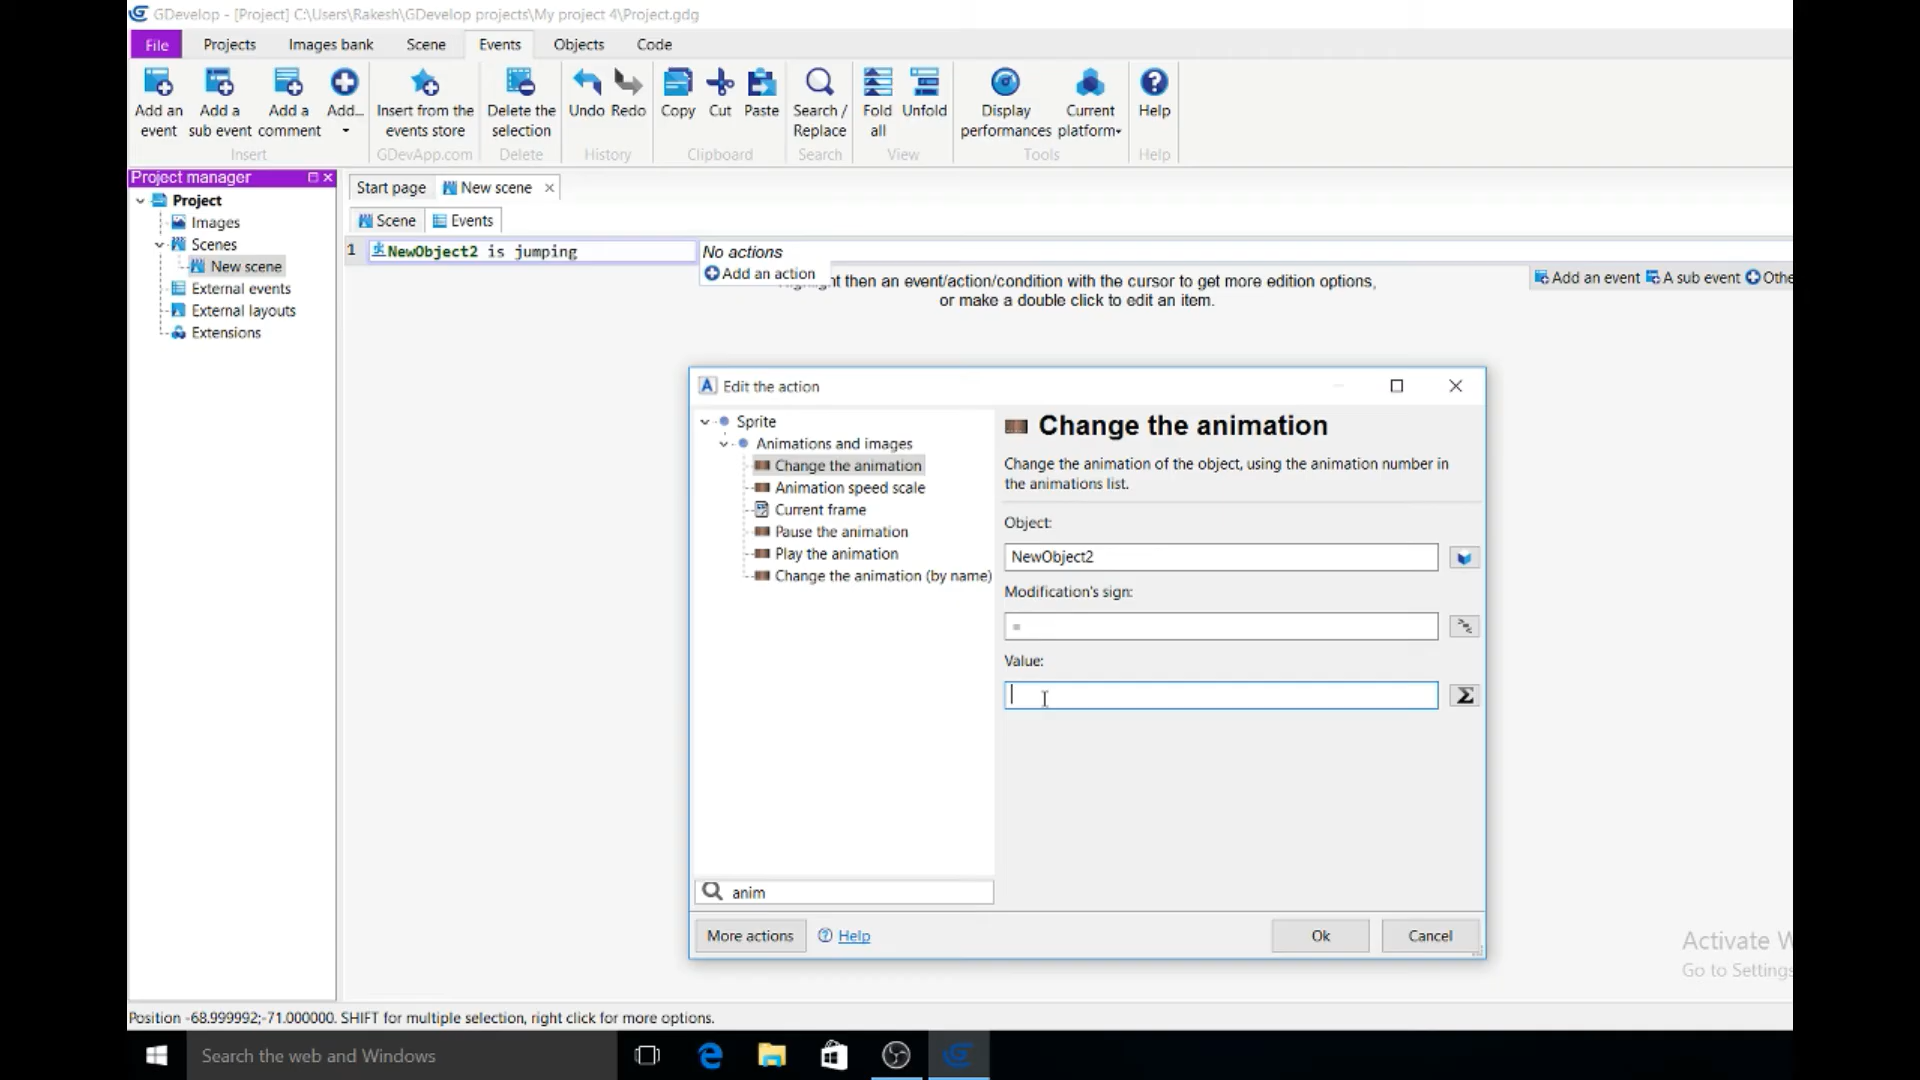 GDevelop - [Project] C:\Users\Rakesh\GDevelop projects\My project 4\Project.gdg
File Projects Images bank Scene Events Objects Code
Add an event
Add a sub event
Add a comment
Add...
Insert from the events store
Delete the selection
Undo Redo
Copy Cut Paste
Search / Replace
Fold all
Unfold
Display performances
Current platform
Help
Insert GDevApp.com Delete History Clipboard Search View Tools Help
Project manager
Project
Images
Scenes
New scene
External events
External layouts
Extensions
Start page New scene
Scene Events
1 NewObject2 is jumping
No actions
Add an action
t then an event/action/condition with the cursor to get more edition options,
or make a double click to edit an item.
Add an event A sub event Othe
Edit the action
Sprite
Animations and images
Change the animation
Animation speed scale
Current frame
Pause the animation
Play the animation
Change the animation (by name)
anim
More actions Help
Change the animation
Change the animation of the object, using the animation number in
the animations list.
Object:
NewObject2
Modification's sign:
=
Value:
Σ
Ok Cancel
Activate W
Go to Settings
Position -68.999992;-71.000000. SHIFT for multiple selection, right click for more options.
Search the web and Windows